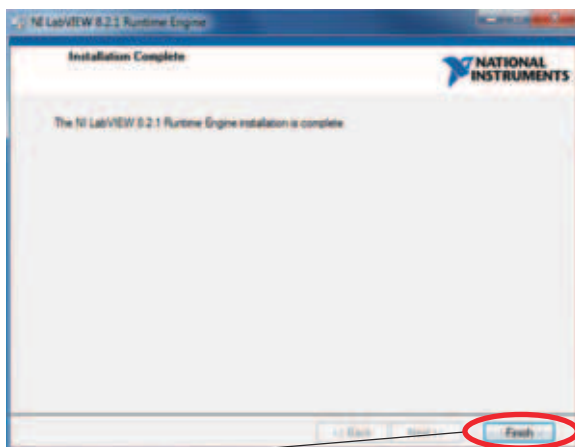 NI LabVIEW 8.2.1 Runtime Engine
Installation Complete
NATIONAL
INSTRUMENTS
The NI LabVIEW 8.2.1 Runtime Engine installation is complete.
<< Back Next >> Finish